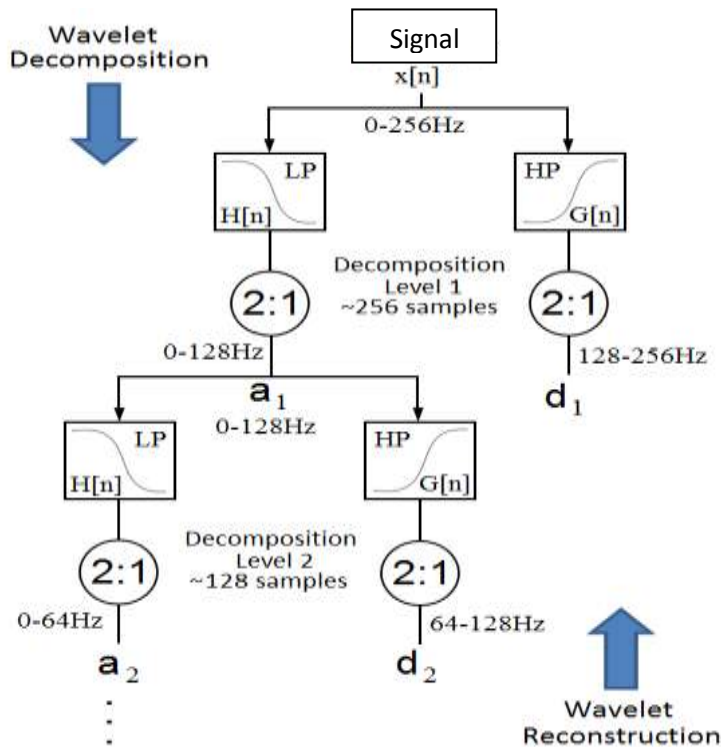 Wavelet
Decomposition
Signal
x[n]
0-256Hz
LP
H[n]
HP
G[n]
Decomposition
Level 1
~256 samples
2:1
2:1
0-128Hz
128-256Hz
a₁
d₁
0-128Hz
LP
H[n]
HP
G[n]
Decomposition
Level 2
~128 samples
2:1
2:1
0-64Hz
64-128Hz
a₂
d₂
Wavelet
Reconstruction